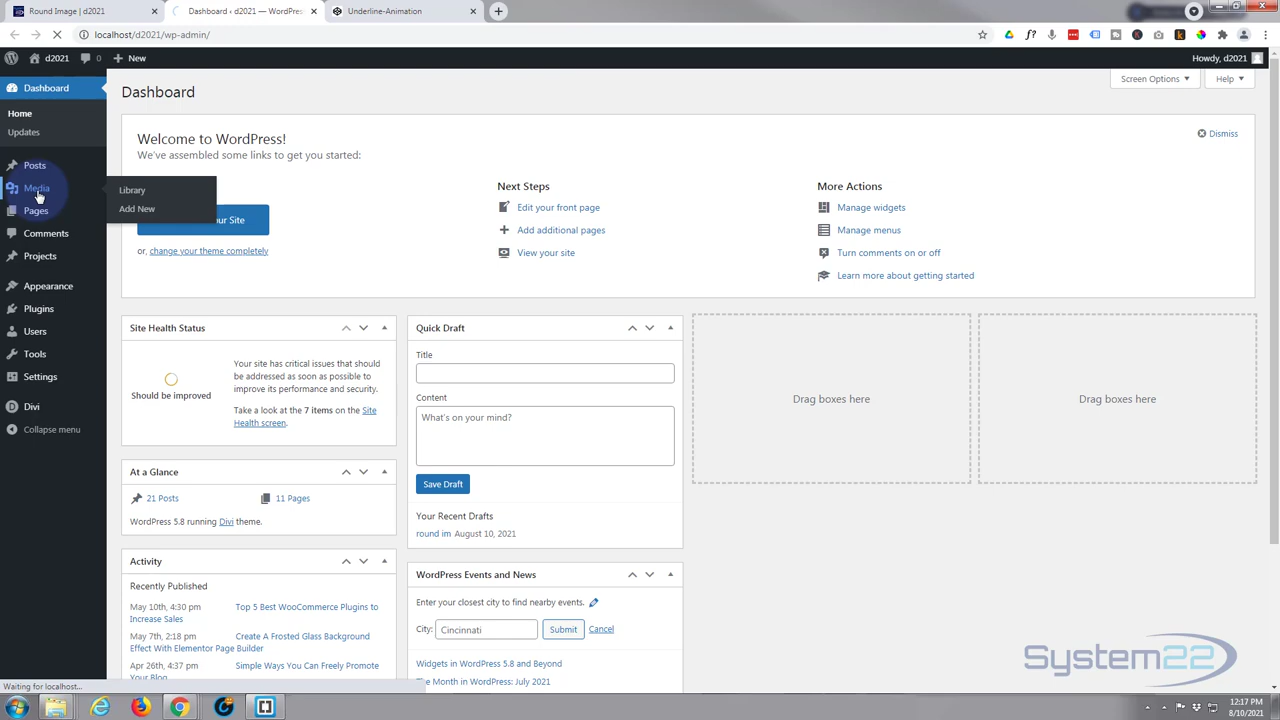 Round Image | d2021
Dashboard ‹ d2021 — WordPress
Underline-Animation
localhost/d2021/wp-admin/
d2021
0
New
Howdy, d2021
Dashboard
Home
Updates
Posts
Media
Pages
Comments
Projects
Appearance
Plugins
Users
Tools
Settings
Divi
Collapse menu
Library
Add New
Dashboard
Screen Options
Help
Welcome to WordPress!
We've assembled some links to get you started:
Dismiss
Site
or, change your theme completely
Next Steps
Edit your front page
Add additional pages
View your site
More Actions
Manage widgets
Manage menus
Turn comments on or off
Learn more about getting started
Site Health Status
Should be improved
Your site has critical issues that should
be addressed as soon as possible to
improve its performance and security.
Take a look at the 7 items on the Site
Health screen.
At a Glance
21 Posts
11 Pages
WordPress 5.8 running Divi theme.
Activity
Recently Published
May 10th, 4:30 pm Top 5 Best WooCommerce Plugins to
Increase Sales
May 7th, 2:18 pm Create A Frosted Glass Background
Effect With Elementor Page Builder
Apr 26th, 4:37 pm Simple Ways You Can Freely Promote
Your Blog
Quick Draft
Title
Content
What's on your mind?
Save Draft
Your Recent Drafts
round im August 10, 2021
WordPress Events and News
Enter your closest city to find nearby events.
City: Cincinnati Submit Cancel
Widgets in WordPress 5.8 and Beyond
The Month in WordPress: July 2021
Drag boxes here
Drag boxes here
System22
Waiting for localhost...
12:17 PM
8/10/2021